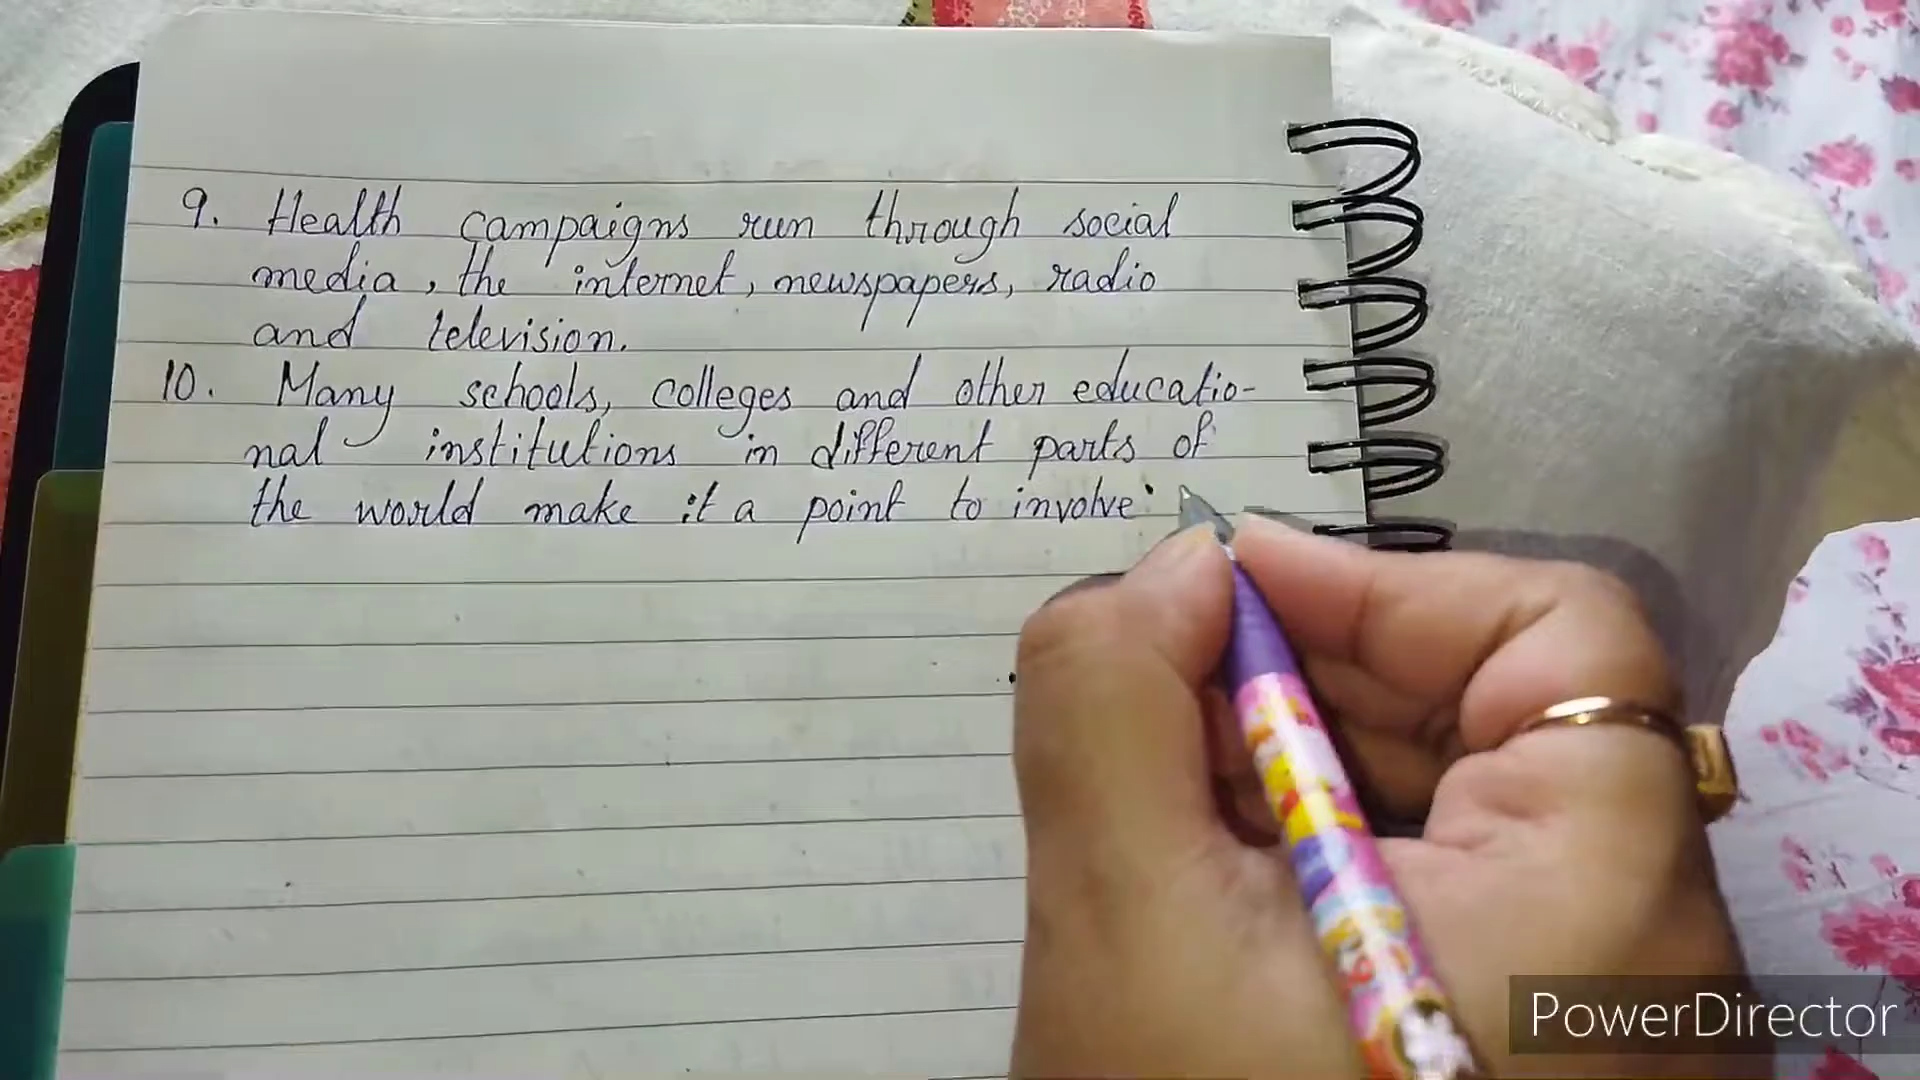 9. Health campaigns run through social
media, the internet, newspapers, radio
and television.
10. Many schools, colleges and other educatio-
nal institutions in different parts of
the world make it a point to involve
PowerDirector